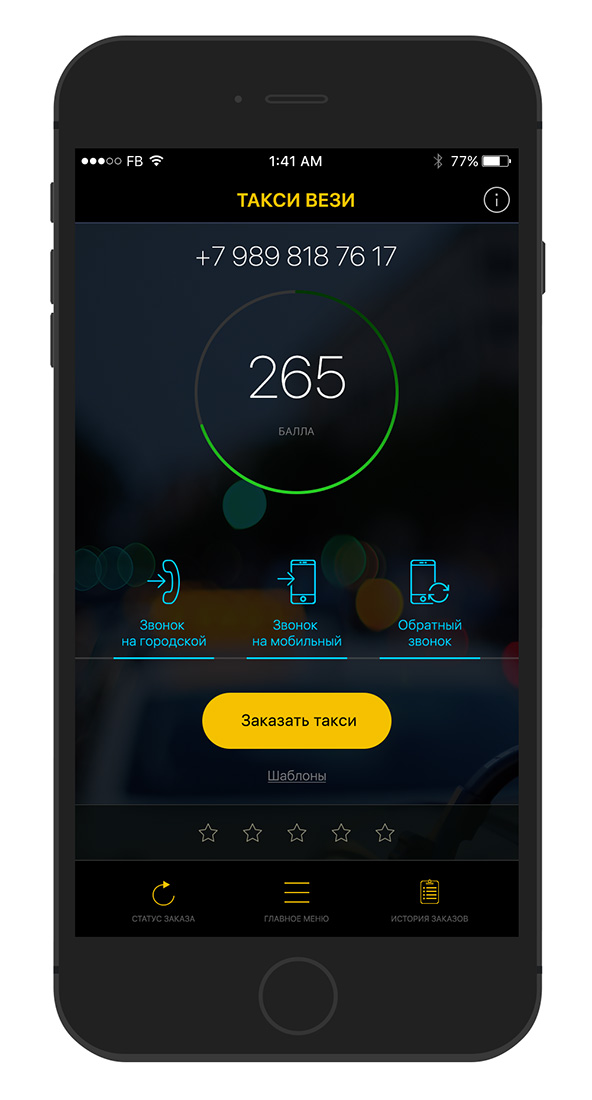 FB 1:41 AM 77%
ТАКСИ ВЕЗИ
+7 989 818 76 17
265
БАЛЛА
Звонок
на городской
Звонок
на мобильный
Обратный
звонок
Заказать такси
Шаблоны
СТАТУС ЗАКАЗА
ГЛАВНОЕ МЕНЮ
ИСТОРИЯ ЗАКАЗОВ